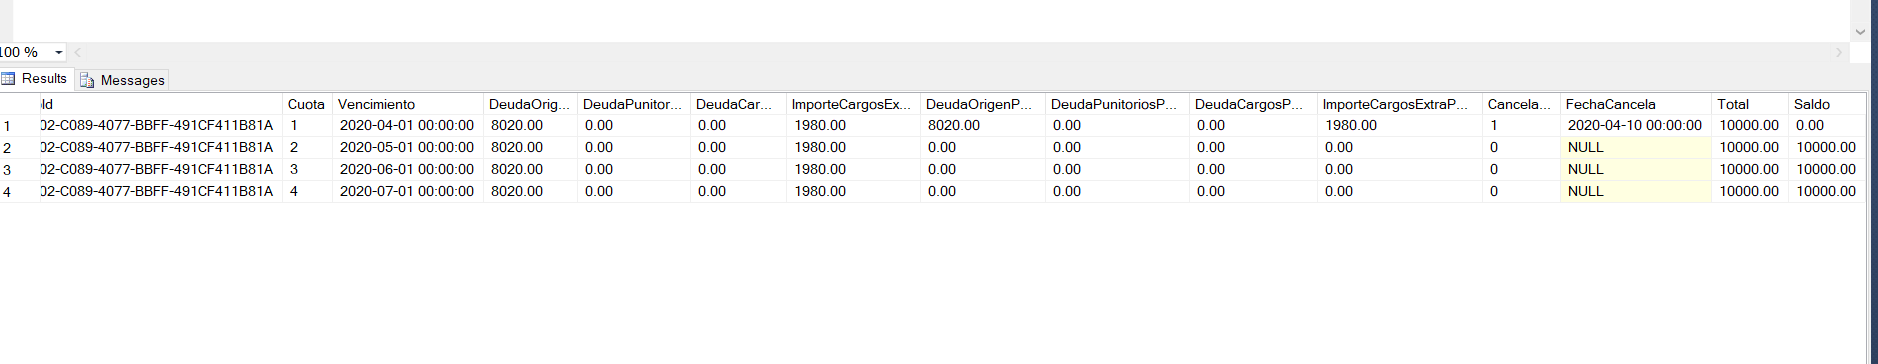 100 %
Results Messages
Id Cuota Vencimiento DeudaOrig... DeudaPunitor... DeudaCar... ImporteCargosEx... DeudaOrigenP... DeudaPunitoriosP... DeudaCargosP... ImporteCargosExtraP... Cancela... FechaCancela Total Saldo
1 02-C089-4077-BBFF-491CF411B81A 1 2020-04-01 00:00:00 8020.00 0.00 0.00 1980.00 8020.00 0.00 0.00 1980.00 1 2020-04-10 00:00:00 10000.00 0.00
2 02-C089-4077-BBFF-491CF411B81A 2 2020-05-01 00:00:00 8020.00 0.00 0.00 1980.00 0.00 0.00 0.00 0.00 0 NULL 10000.00 10000.00
3 02-C089-4077-BBFF-491CF411B81A 3 2020-06-01 00:00:00 8020.00 0.00 0.00 1980.00 0.00 0.00 0.00 0.00 0 NULL 10000.00 10000.00
4 02-C089-4077-BBFF-491CF411B81A 4 2020-07-01 00:00:00 8020.00 0.00 0.00 1980.00 0.00 0.00 0.00 0.00 0 NULL 10000.00 10000.00